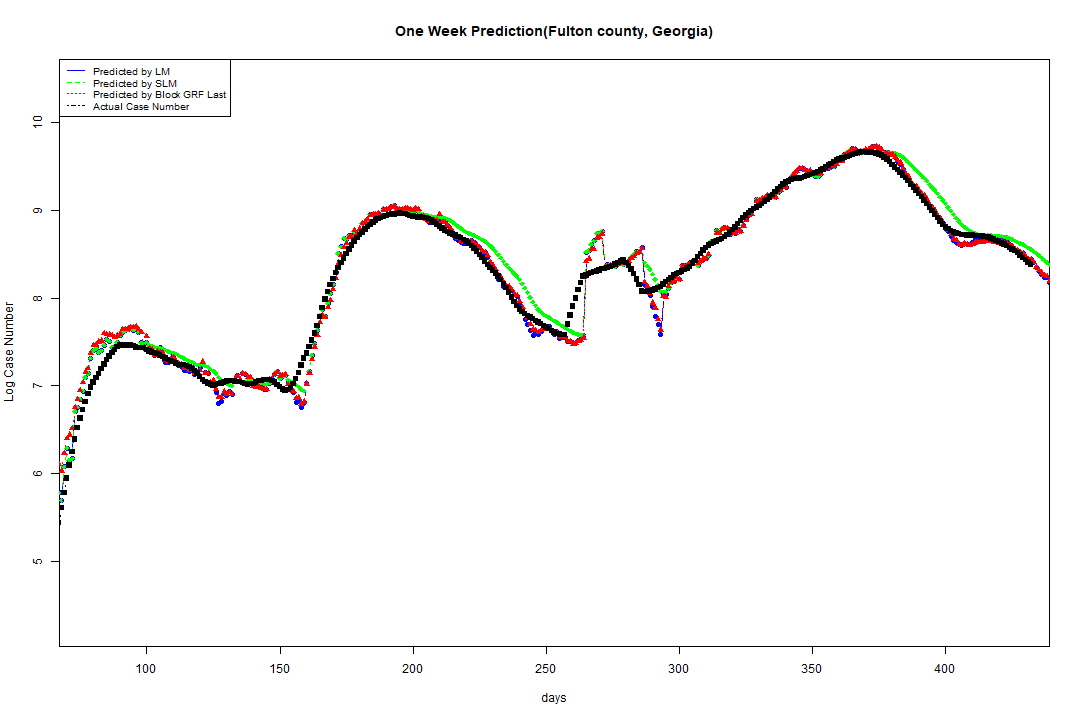 One Week Prediction(Fulton county, Georgia)
Predicted by LM
Predicted by SLM
Predicted by Block GRF Last
Actual Case Number
Log Case Number
10
9
8
7
6
5
100 150 200 250 300 350 400
days